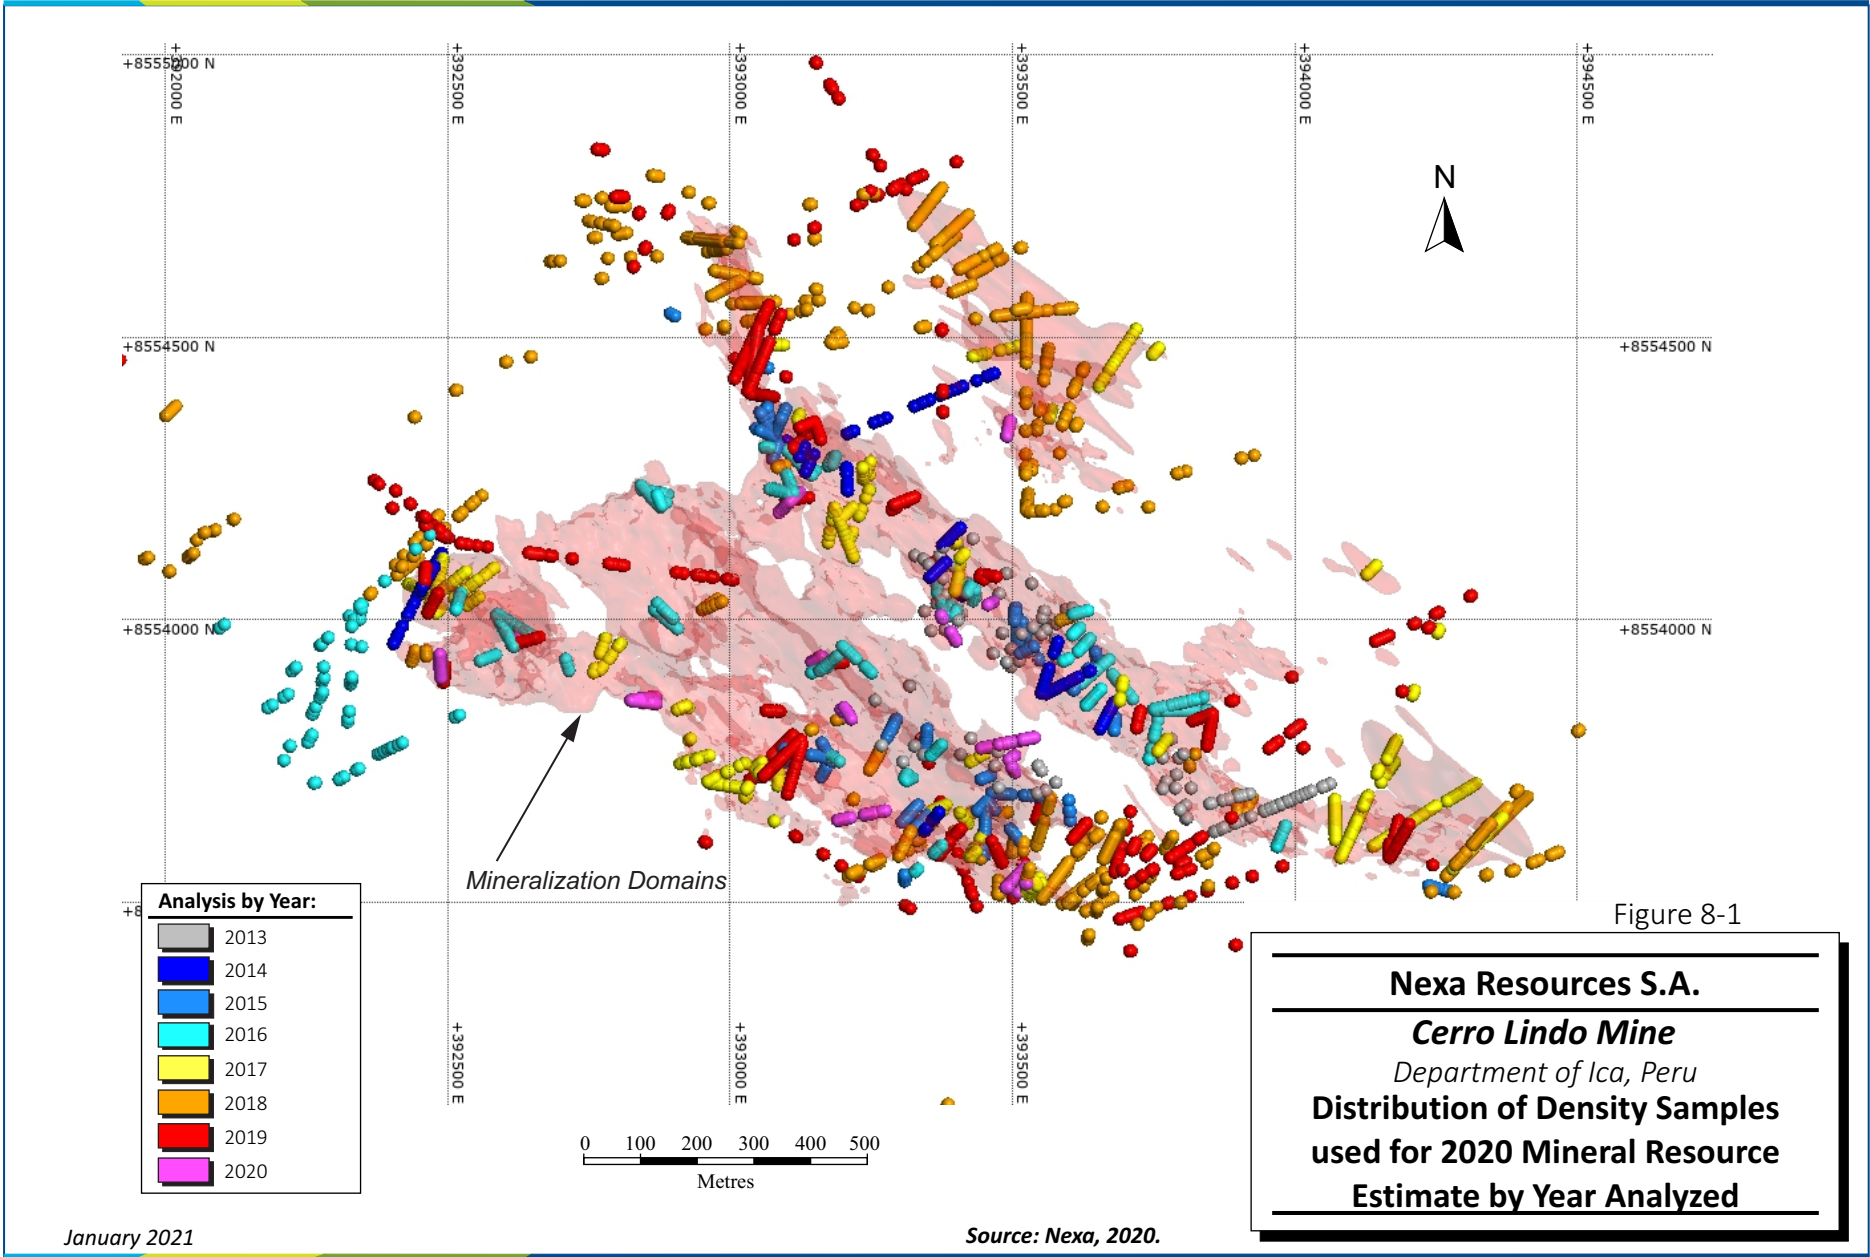 +8555000 N
+392000 E
+392500 E
+393000 E
+393500 E
+394000 E
+394500 E
N
+8554500 N
+8554500 N
+8554000 N
+8554000 N
Mineralization Domains
+8
Analysis by Year:
2013
2014
2015
2016
2017
2018
2019
2020
+392500 E
+393000 E
+393500 E
0 100 200 300 400 500
Metres
Figure 8-1
Nexa Resources S.A.
Cerro Lindo Mine
Department of Ica, Peru
Distribution of Density Samples
used for 2020 Mineral Resource
Estimate by Year Analyzed
January 2021
Source: Nexa, 2020.